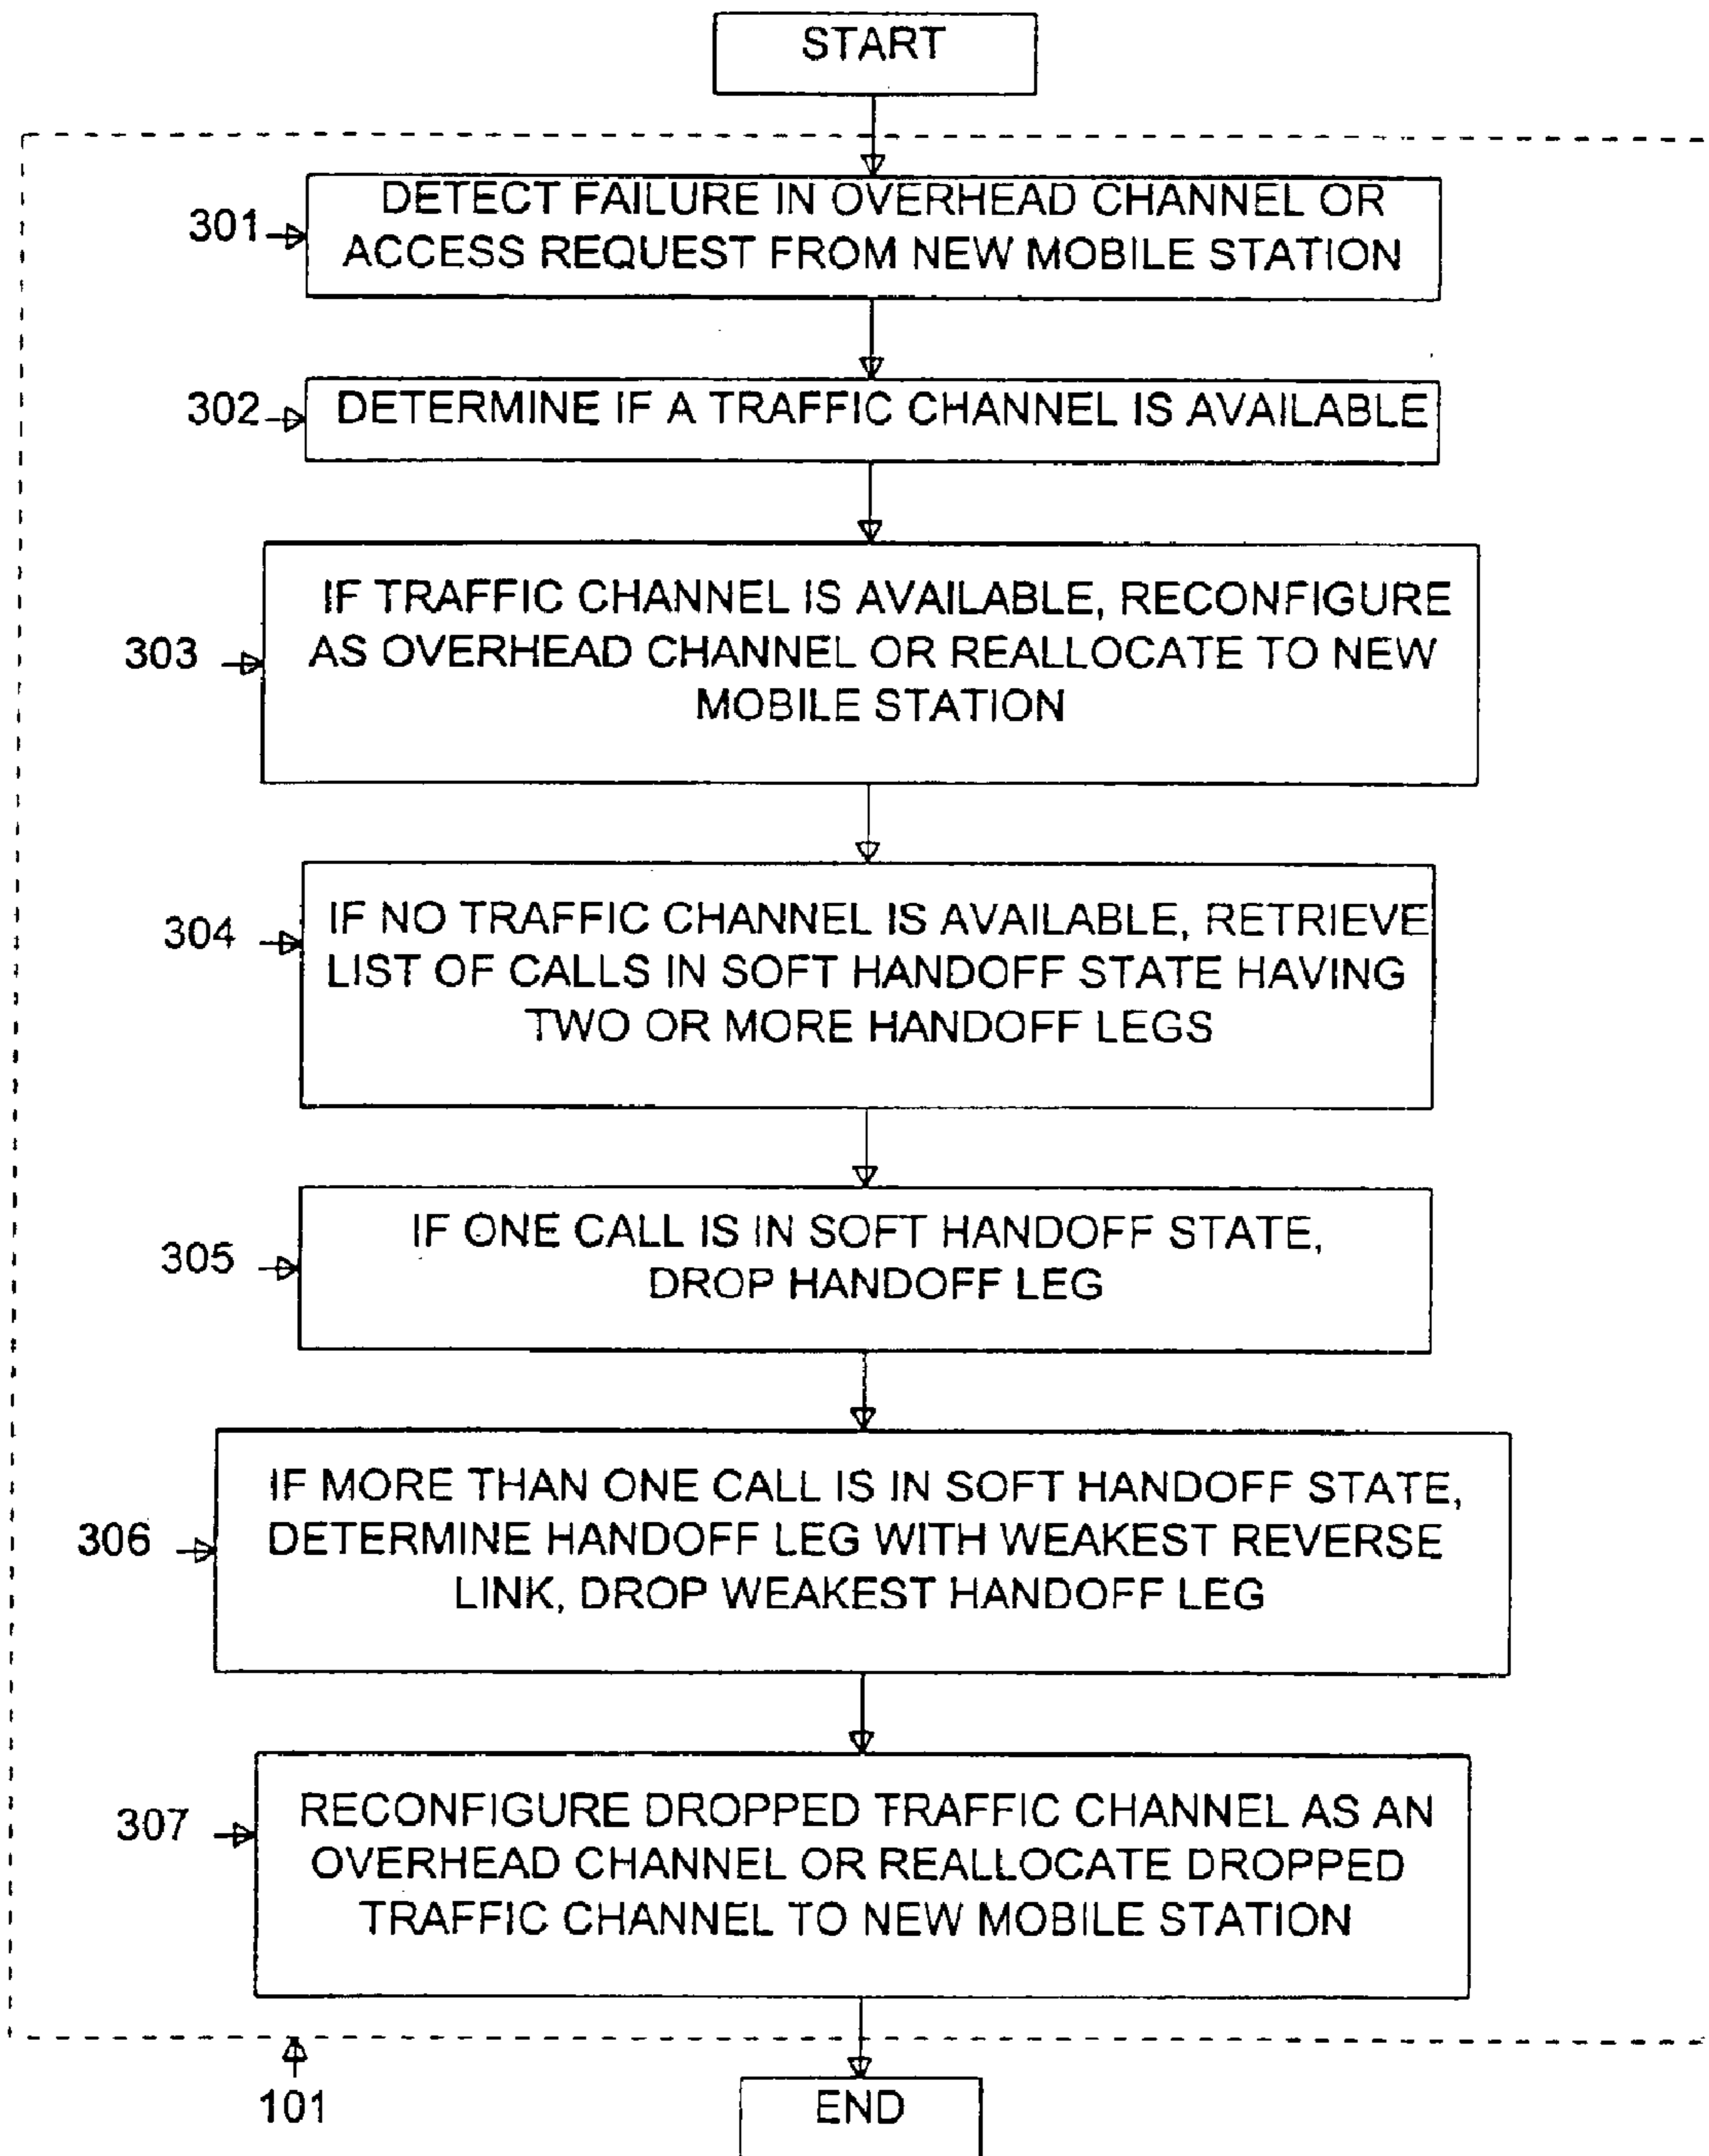 START
301
DETECT FAILURE IN OVERHEAD CHANNEL OR
ACCESS REQUEST FROM NEW MOBILE STATION
302
DETERMINE IF A TRAFFIC CHANNEL IS AVAILABLE
303
IF TRAFFIC CHANNEL IS AVAILABLE, RECONFIGURE
AS OVERHEAD CHANNEL OR REALLOCATE TO NEW
MOBILE STATION
304
IF NO TRAFFIC CHANNEL IS AVAILABLE, RETRIEVE
LIST OF CALLS IN SOFT HANDOFF STATE HAVING
TWO OR MORE HANDOFF LEGS
305
IF ONE CALL IS IN SOFT HANDOFF STATE,
DROP HANDOFF LEG
306
IF MORE THAN ONE CALL IS IN SOFT HANDOFF STATE,
DETERMINE HANDOFF LEG WITH WEAKEST REVERSE
LINK, DROP WEAKEST HANDOFF LEG
307
RECONFIGURE DROPPED TRAFFIC CHANNEL AS AN
OVERHEAD CHANNEL OR REALLOCATE DROPPED
TRAFFIC CHANNEL TO NEW MOBILE STATION
101
END